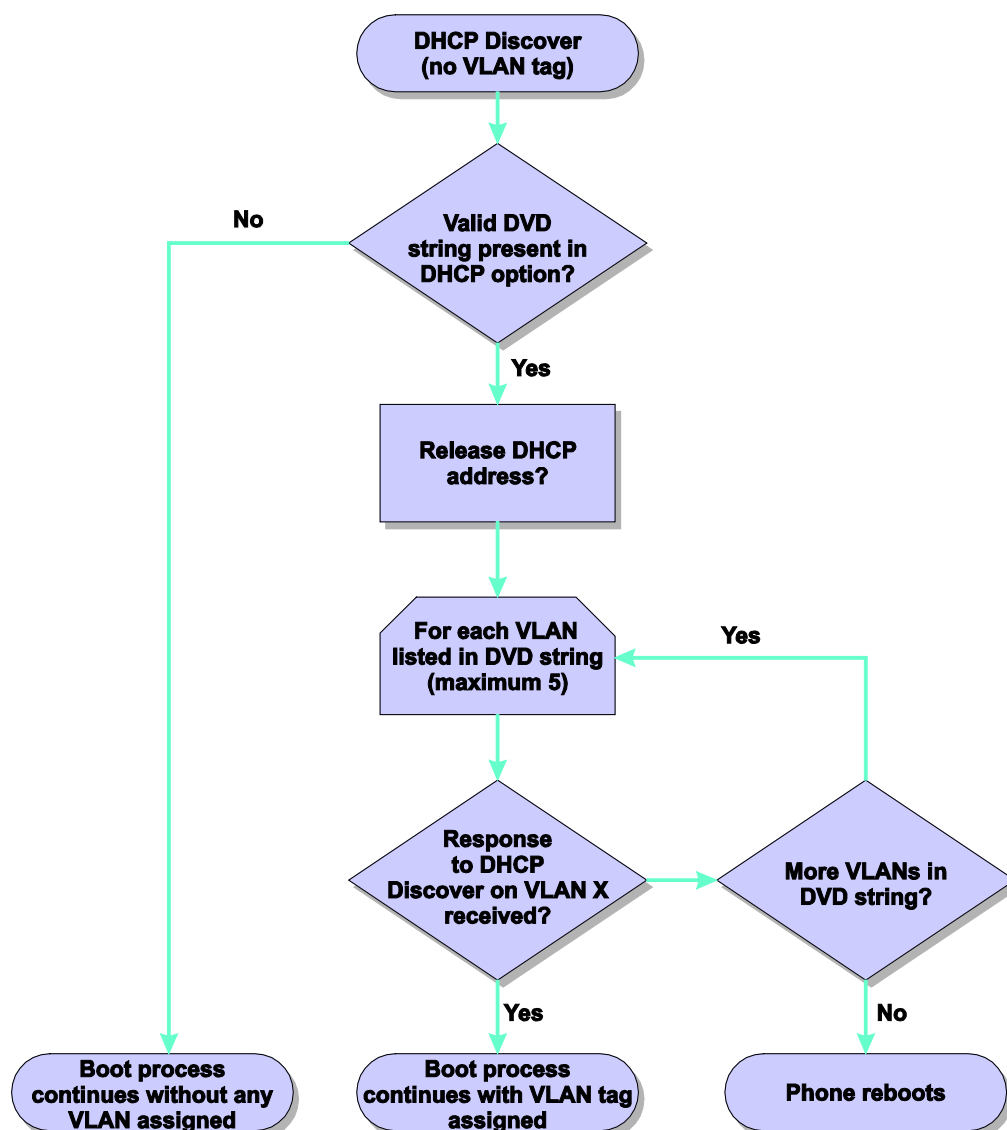 DHCP Discover
(no VLAN tag)
No
Valid DVD
string present in
DHCP option?
Yes
Release DHCP
address?
For each VLAN
listed in DVD string
(maximum 5)
Yes
Response
to DHCP
Discover on VLAN X
received?
More VLANs in
DVD string?
Yes
No
Boot process
continues without any
VLAN assigned
Boot process
continues with VLAN tag
assigned
Phone reboots